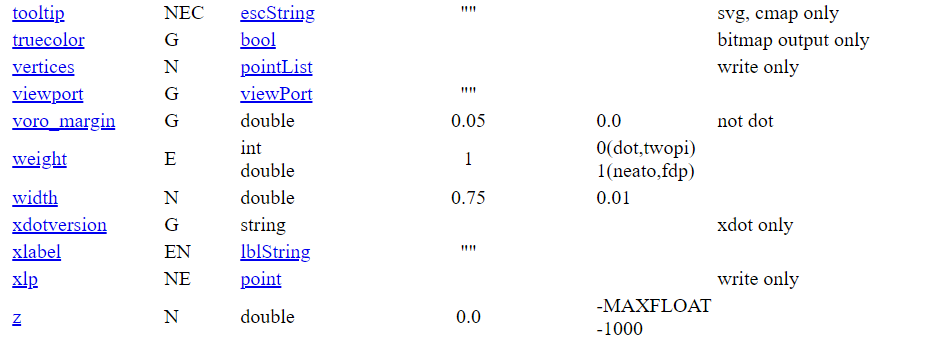 tooltip NEC escString "" svg, cmap only
truecolor G bool bitmap output only
vertices N pointList write only
viewport G viewPort ""
voro_margin G double 0.05 0.0 not dot
weight E int double 1 0(dot,twopi) 1(neato,fdp)
width N double 0.75 0.01
xdotversion G string xdot only
xlabel EN lblString ""
xlp NE point write only
z N double 0.0 -MAXFLOAT -1000